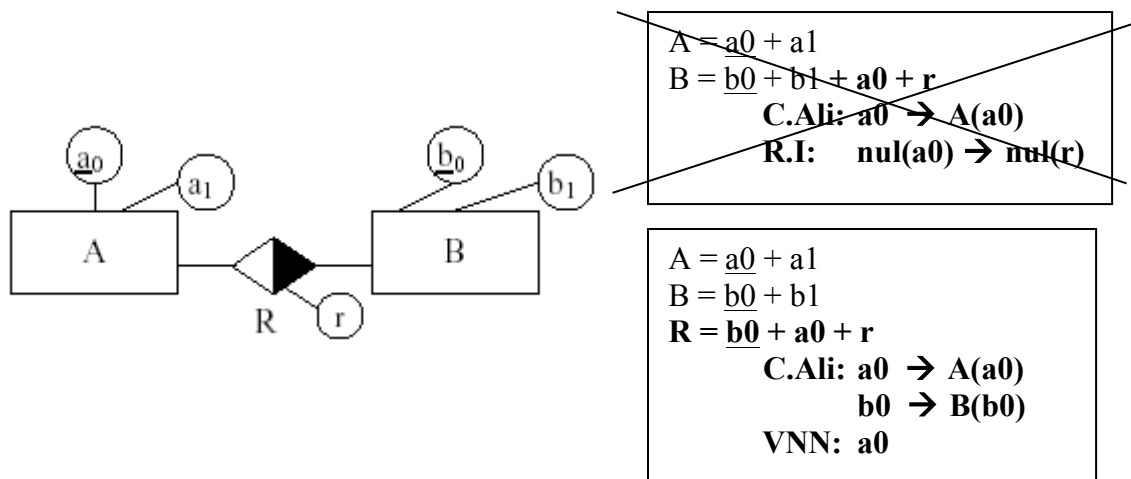 a0
a1
A
R
r
b0
b1
B
A = a0 + a1
B = b0 + b1 + a0 + r
C.Ali: a0 → A(a0)
R.I: nul(a0) → nul(r)
A = a0 + a1
B = b0 + b1
R = b0 + a0 + r
C.Ali: a0 → A(a0)
b0 → B(b0)
VNN: a0